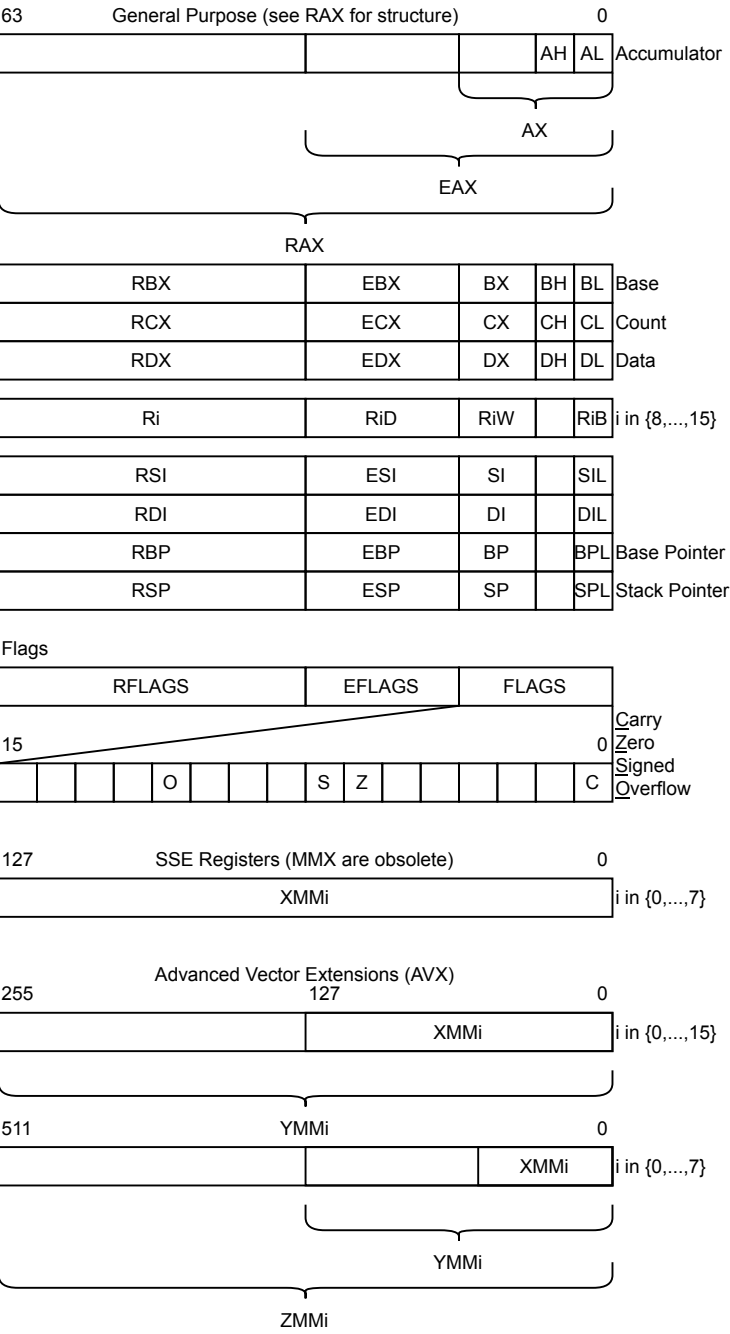 63 General Purpose (see RAX for structure) 0
AH AL Accumulator
AX
EAX
RAX
RBX EBX BX BH BL Base
RCX ECX CX CH CL Count
RDX EDX DX DH DL Data
Ri RiD RiW RiB i in {8,...,15}
RSI ESI SI SIL
RDI EDI DI DIL
RBP EBP BP BPL Base Pointer
RSP ESP SP SPL Stack Pointer
Flags
RFLAGS EFLAGS FLAGS
Carry
15 0 Zero
Signed
O S Z C Overflow
127 SSE Registers (MMX are obsolete) 0
XMMi i in {0,...,7}
Advanced Vector Extensions (AVX)
255 127 0
XMMi i in {0,...,15}
YMMi
511 0
XMMi i in {0,...,7}
YMMi
ZMMi